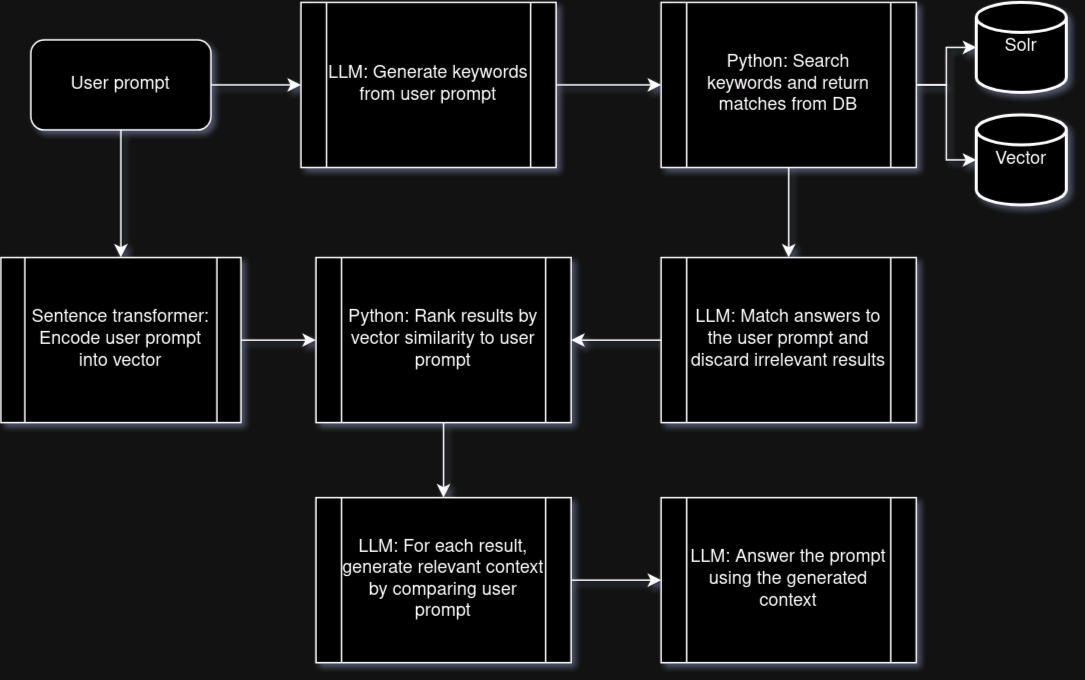 User prompt
LLM: Generate keywords
from user prompt
Python: Search
keywords and return
matches from DB
Solr
Vector
Sentence transformer:
Encode user prompt
into vector
Python: Rank results by
vector similarity to user
prompt
LLM: Match answers to
the user prompt and
discard irrelevant results
LLM: For each result,
generate relevant context
by comparing user
prompt
LLM: Answer the prompt
using the generated
context